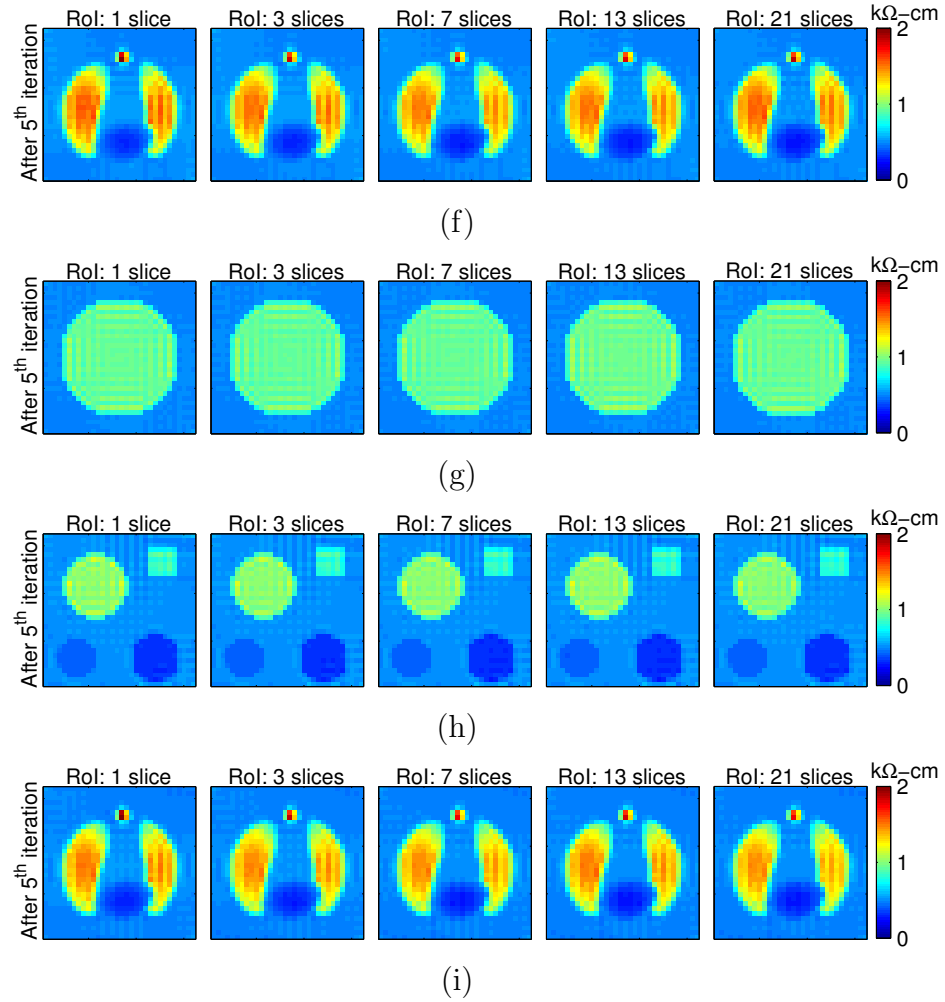 RoI: 1 slice RoI: 3 slices RoI: 7 slices RoI: 13 slices RoI: 21 slices kΩ−cm
After 5th iteration
2
1
0
(f)
RoI: 1 slice RoI: 3 slices RoI: 7 slices RoI: 13 slices RoI: 21 slices kΩ−cm
After 5th iteration
2
1
0
(g)
RoI: 1 slice RoI: 3 slices RoI: 7 slices RoI: 13 slices RoI: 21 slices kΩ−cm
After 5th iteration
2
1
0
(h)
RoI: 1 slice RoI: 3 slices RoI: 7 slices RoI: 13 slices RoI: 21 slices kΩ−cm
After 5th iteration
2
1
0
(i)